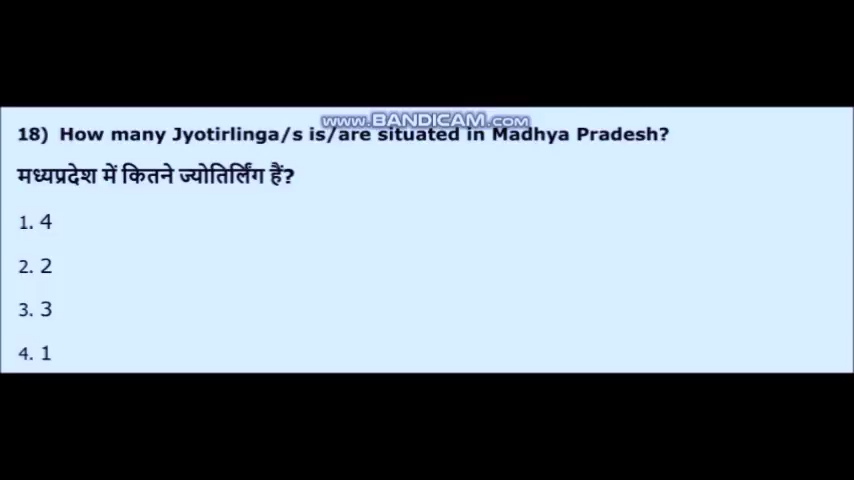 www.BANDICAM.com
18) How many Jyotirlinga/s is/are situated in Madhya Pradesh?
मध्यप्रदेश में कितने ज्योतिर्लिंग हैं?
1. 4
2. 2
3. 3
4. 1